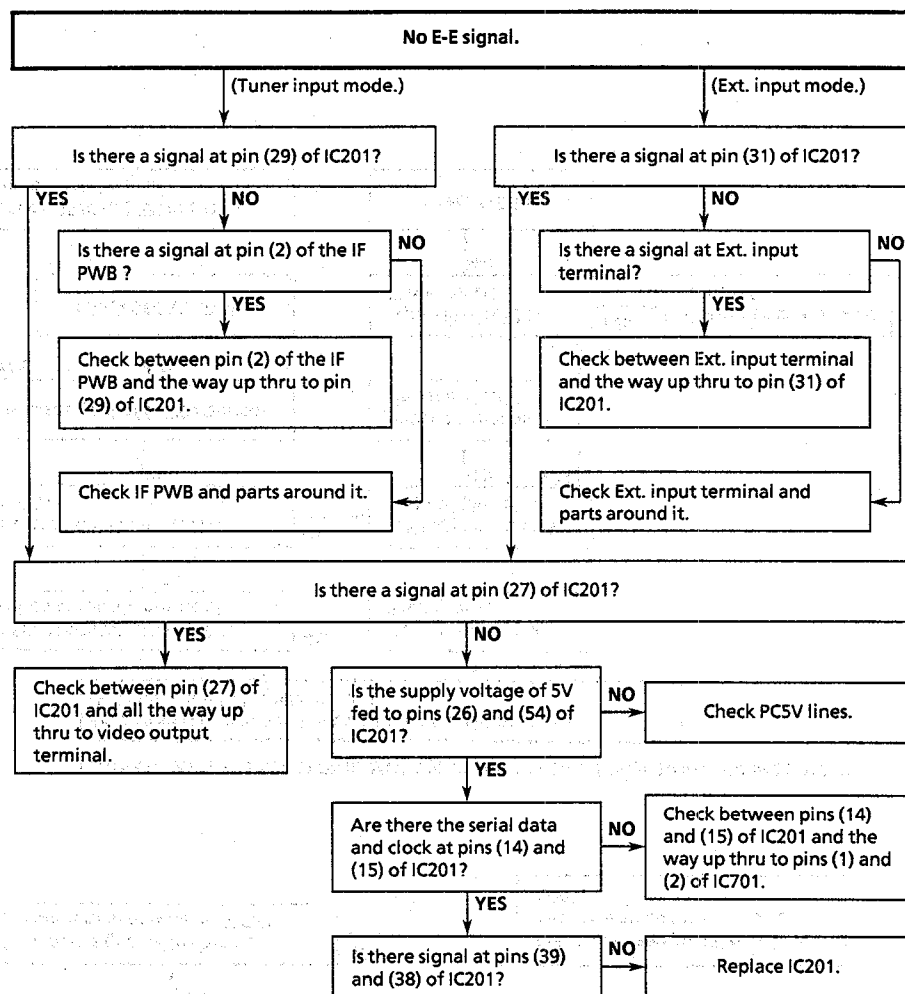 No E-E signal.
(Tuner input mode.)
(Ext. input mode.)
Is there a signal at pin (29) of IC201?
Is there a signal at pin (31) of IC201?
YES
NO
YES
NO
Is there a signal at pin (2) of the IF
PWB ?
NO
Is there a signal at Ext. input
terminal?
NO
YES
YES
Check between pin (2) of the IF
PWB and the way up thru to pin
(29) of IC201.
Check between Ext. input terminal
and the way up thru to pin (31) of
IC201.
Check IF PWB and parts around it.
Check Ext. input terminal and
parts around it.
Is there a signal at pin (27) of IC201?
YES
NO
Check between pin (27) of
IC201 and all the way up
thru to video output
terminal.
Is the supply voltage of 5V
fed to pins (26) and (54) of
IC201?
NO
Check PC5V lines.
YES
Are there the serial data
and clock at pins (14) and
(15) of IC201?
NO
Check between pins (14)
and (15) of IC201 and the
way up thru to pins (1) and
(2) of IC701.
YES
Is there signal at pins (39)
and (38) of IC201?
NO
Replace IC201.